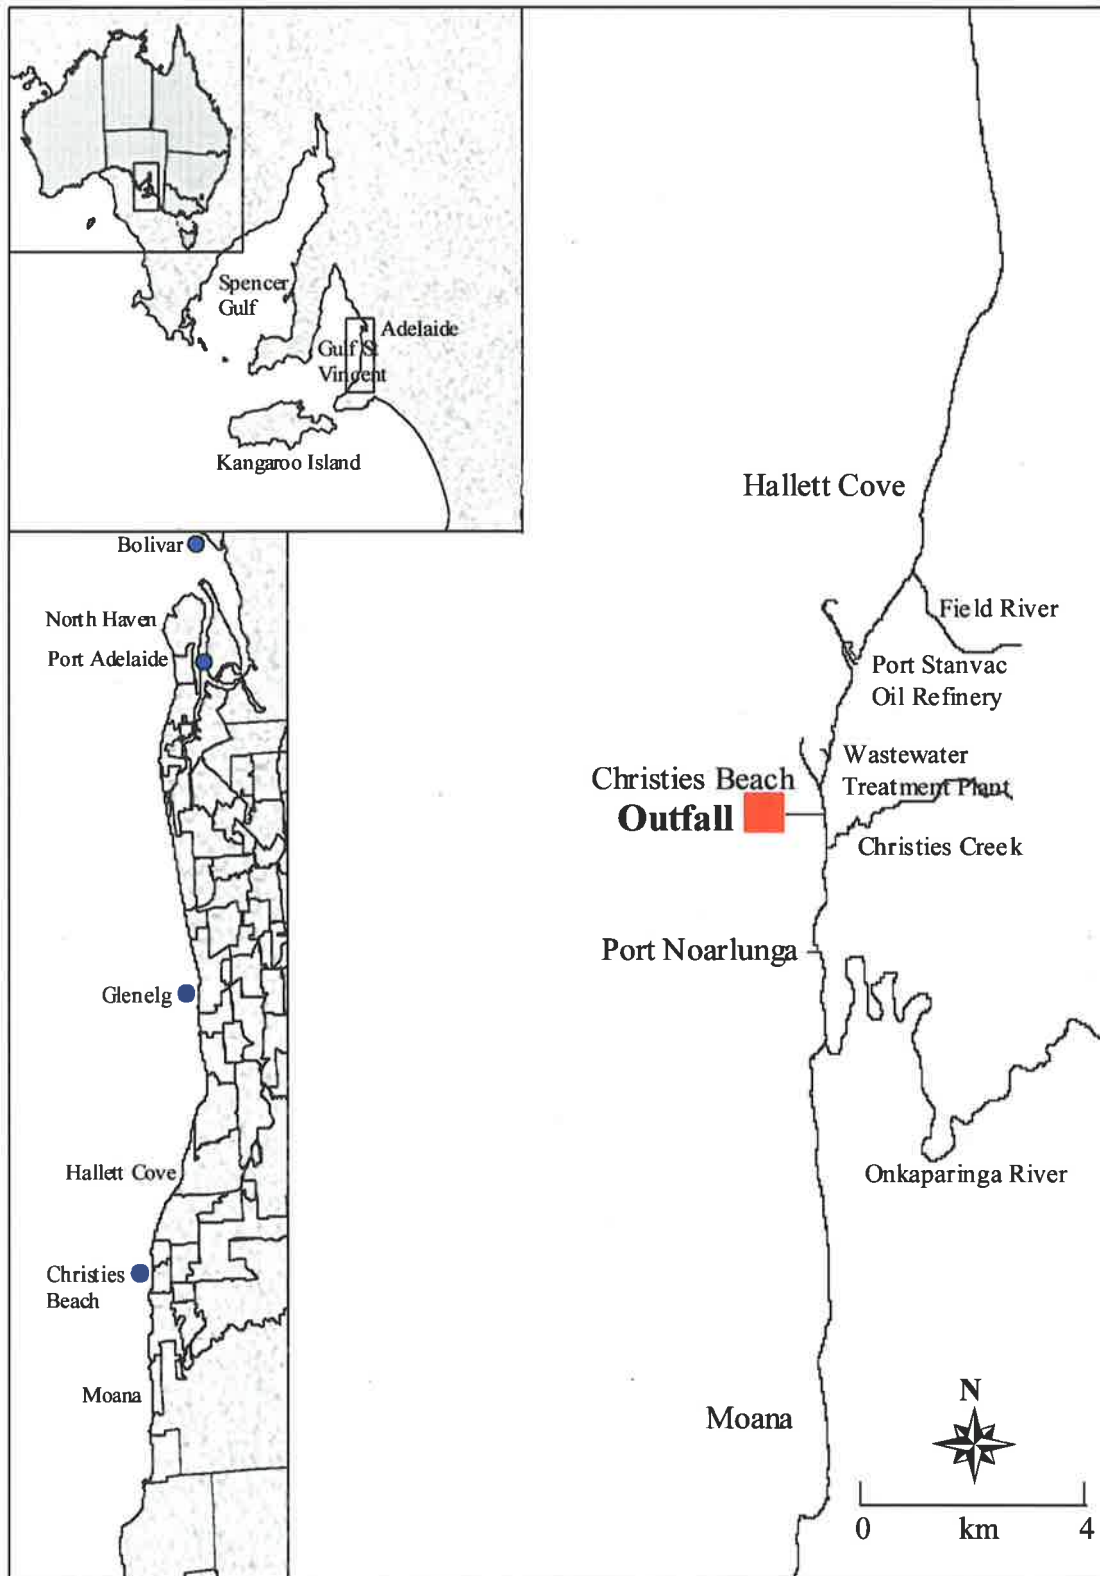 Spencer
Gulf
Adelaide
Gulf St
Vincent
Kangaroo Island
Bolivar
North Haven
Port Adelaide
Glenelg
Hallett Cove
Christies
Beach
Moana
Hallett Cove
Field River
Port Stanvac
Oil Refinery
Wastewater
Treatment Plant
Christies Beach
Outfall
Christies Creek
Port Noarlunga
Onkaparinga River
Moana
N
0 km 4